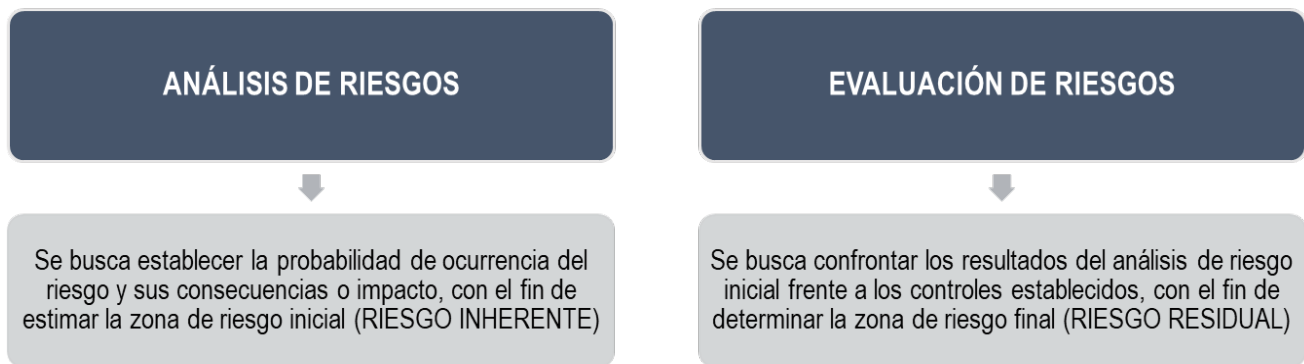 ANÁLISIS DE RIESGOS
Se busca establecer la probabilidad de ocurrencia del
riesgo y sus consecuencias o impacto, con el fin de
estimar la zona de riesgo inicial (RIESGO INHERENTE)
EVALUACIÓN DE RIESGOS
Se busca confrontar los resultados del análisis de riesgo
inicial frente a los controles establecidos, con el fin de
determinar la zona de riesgo final (RIESGO RESIDUAL)